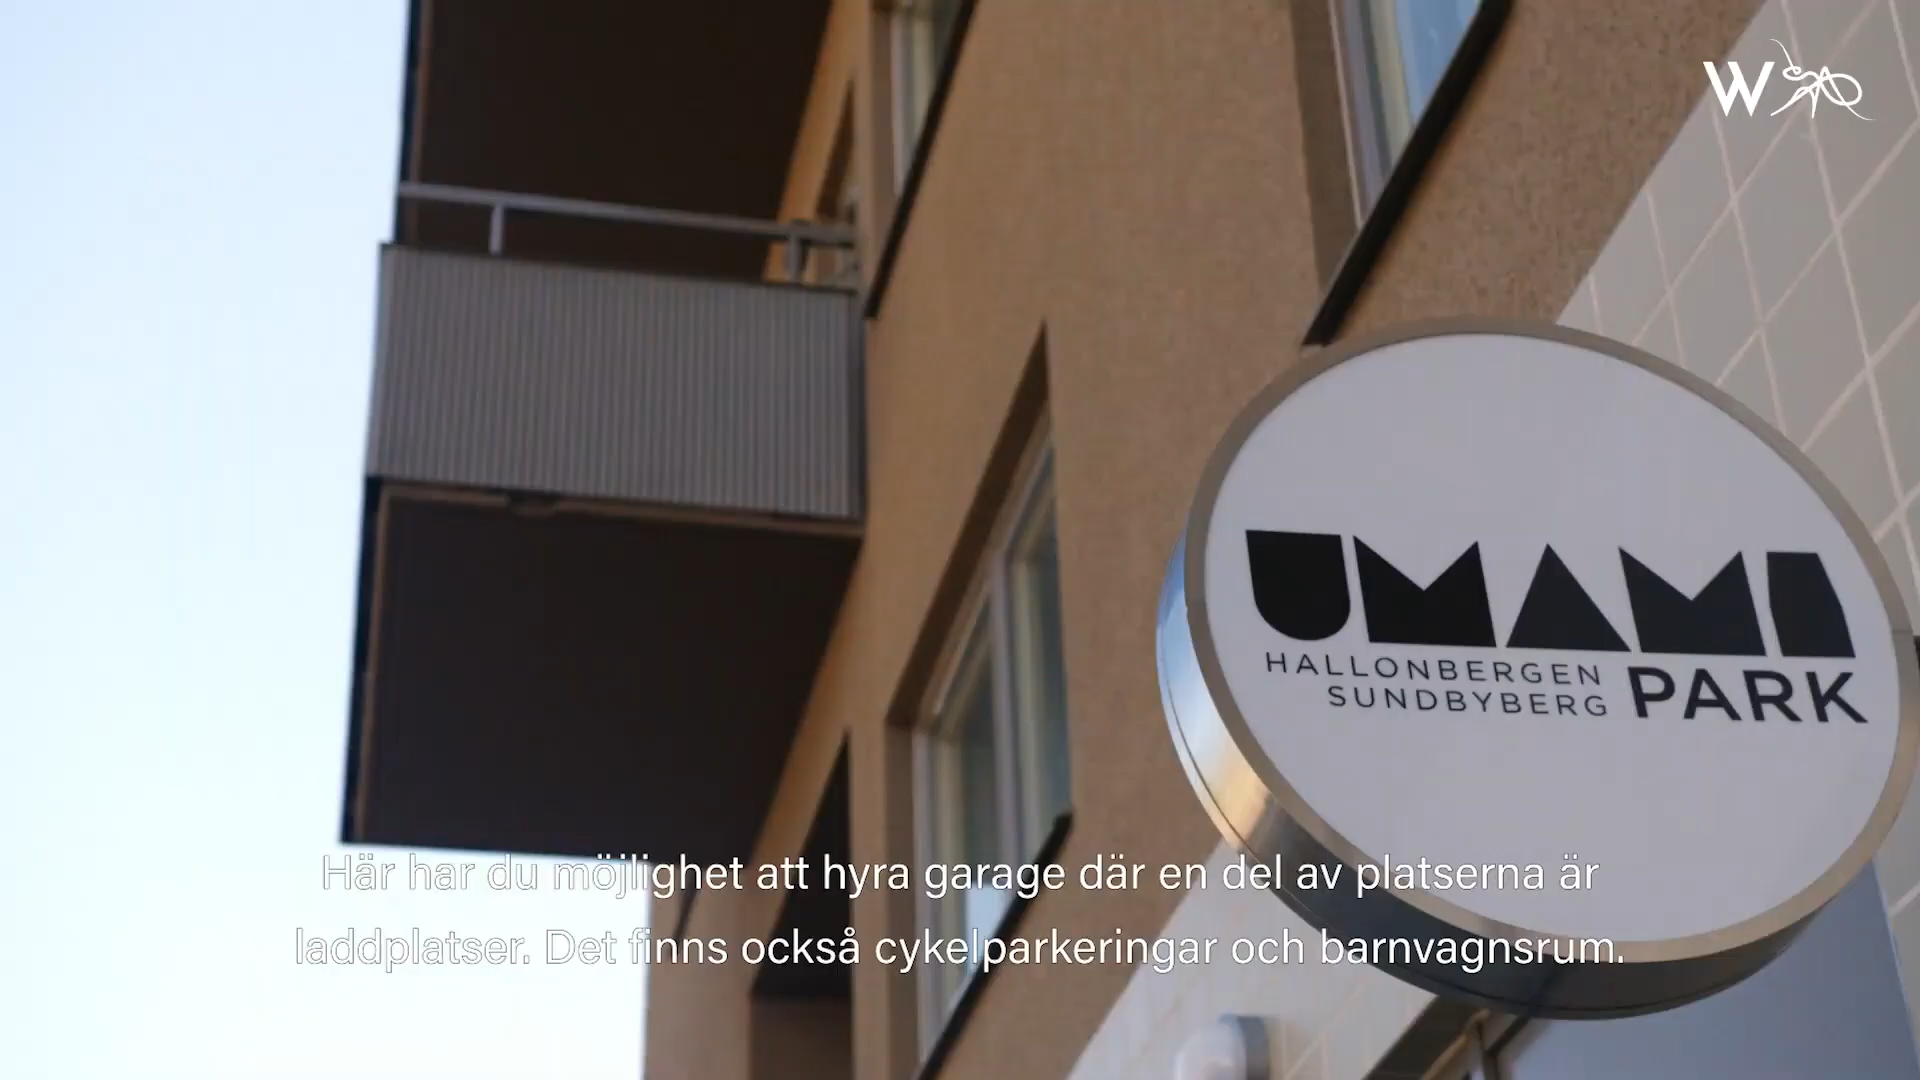 W
UMAMI
HALLONBERGEN
SUNDBYBERG PARK
Här har du möjlighet att hyra garage där en del av platserna är
laddplatser. Det finns också cykelparkeringar och barnvagnsrum.